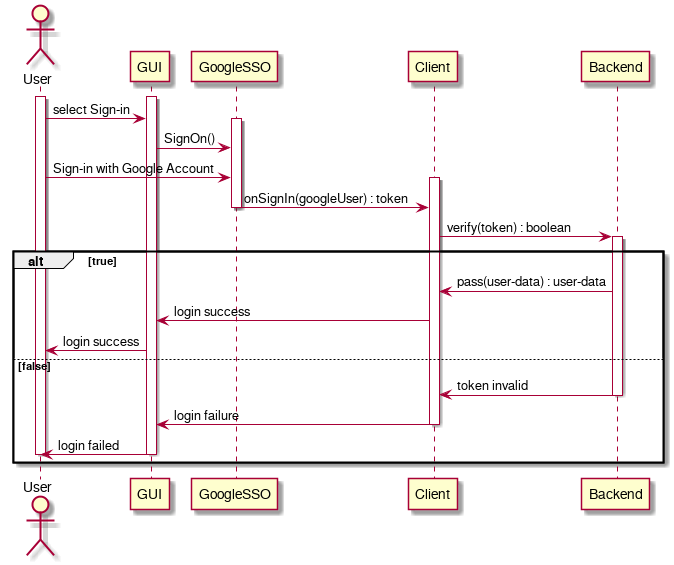 User
GUI
GoogleSSO
Client
Backend
select Sign-in
SignOn()
Sign-in with Google Account
onSignIn(googleUser) : token
verify(token) : boolean
alt [true]
pass(user-data) : user-data
login success
login success
[false]
token invalid
login failure
login failed
User
GUI
GoogleSSO
Client
Backend